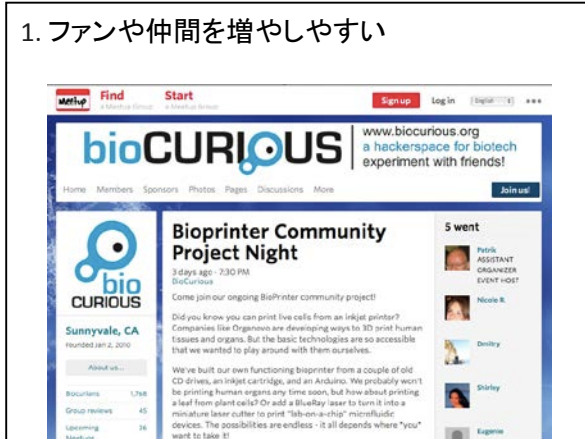 1. ファンや仲間を増やしやすい
Meetup
Find
a Meetup Group
Start
a Meetup Group
Sign up
Log in
English
bioCURIOUS
www.biocurious.org
a hackerspace for biotech
experiment with friends!
Home Members Sponsors Photos Pages Discussions More
Join us!
bio
CURIOUS
Sunnyvale, CA
Founded Jan 2, 2010
About us...
Biocurians 1,768
Group reviews 45
Upcoming 36
Meetups
Bioprinter Community
Project Night
3 days ago · 7:30 PM
BioCurious
Come join our ongoing BioPrinter community project!
Did you know you can print live cells from an inkjet printer?
Companies like Organovo are developing ways to 3D print human
tissues and organs. But the basic technologies are so accessible
that we wanted to play around with them ourselves.
We've built our own functioning bioprinter from a couple of old
CD drives, an inkjet cartridge, and an Arduino. We probably won't
be printing human organs any time soon, but how about printing
a leaf from plant cells? Or add a BlueRay laser to turn it into a
miniature laser cutter to print "lab-on-a-chip" microfluidic
devices. The possibilities are endless - it all depends where *you*
want to take it!
5 went
Patrik
ASSISTANT
ORGANIZER
EVENT HOST
Nicole R.
Dmitry
Shirley
Eugenie